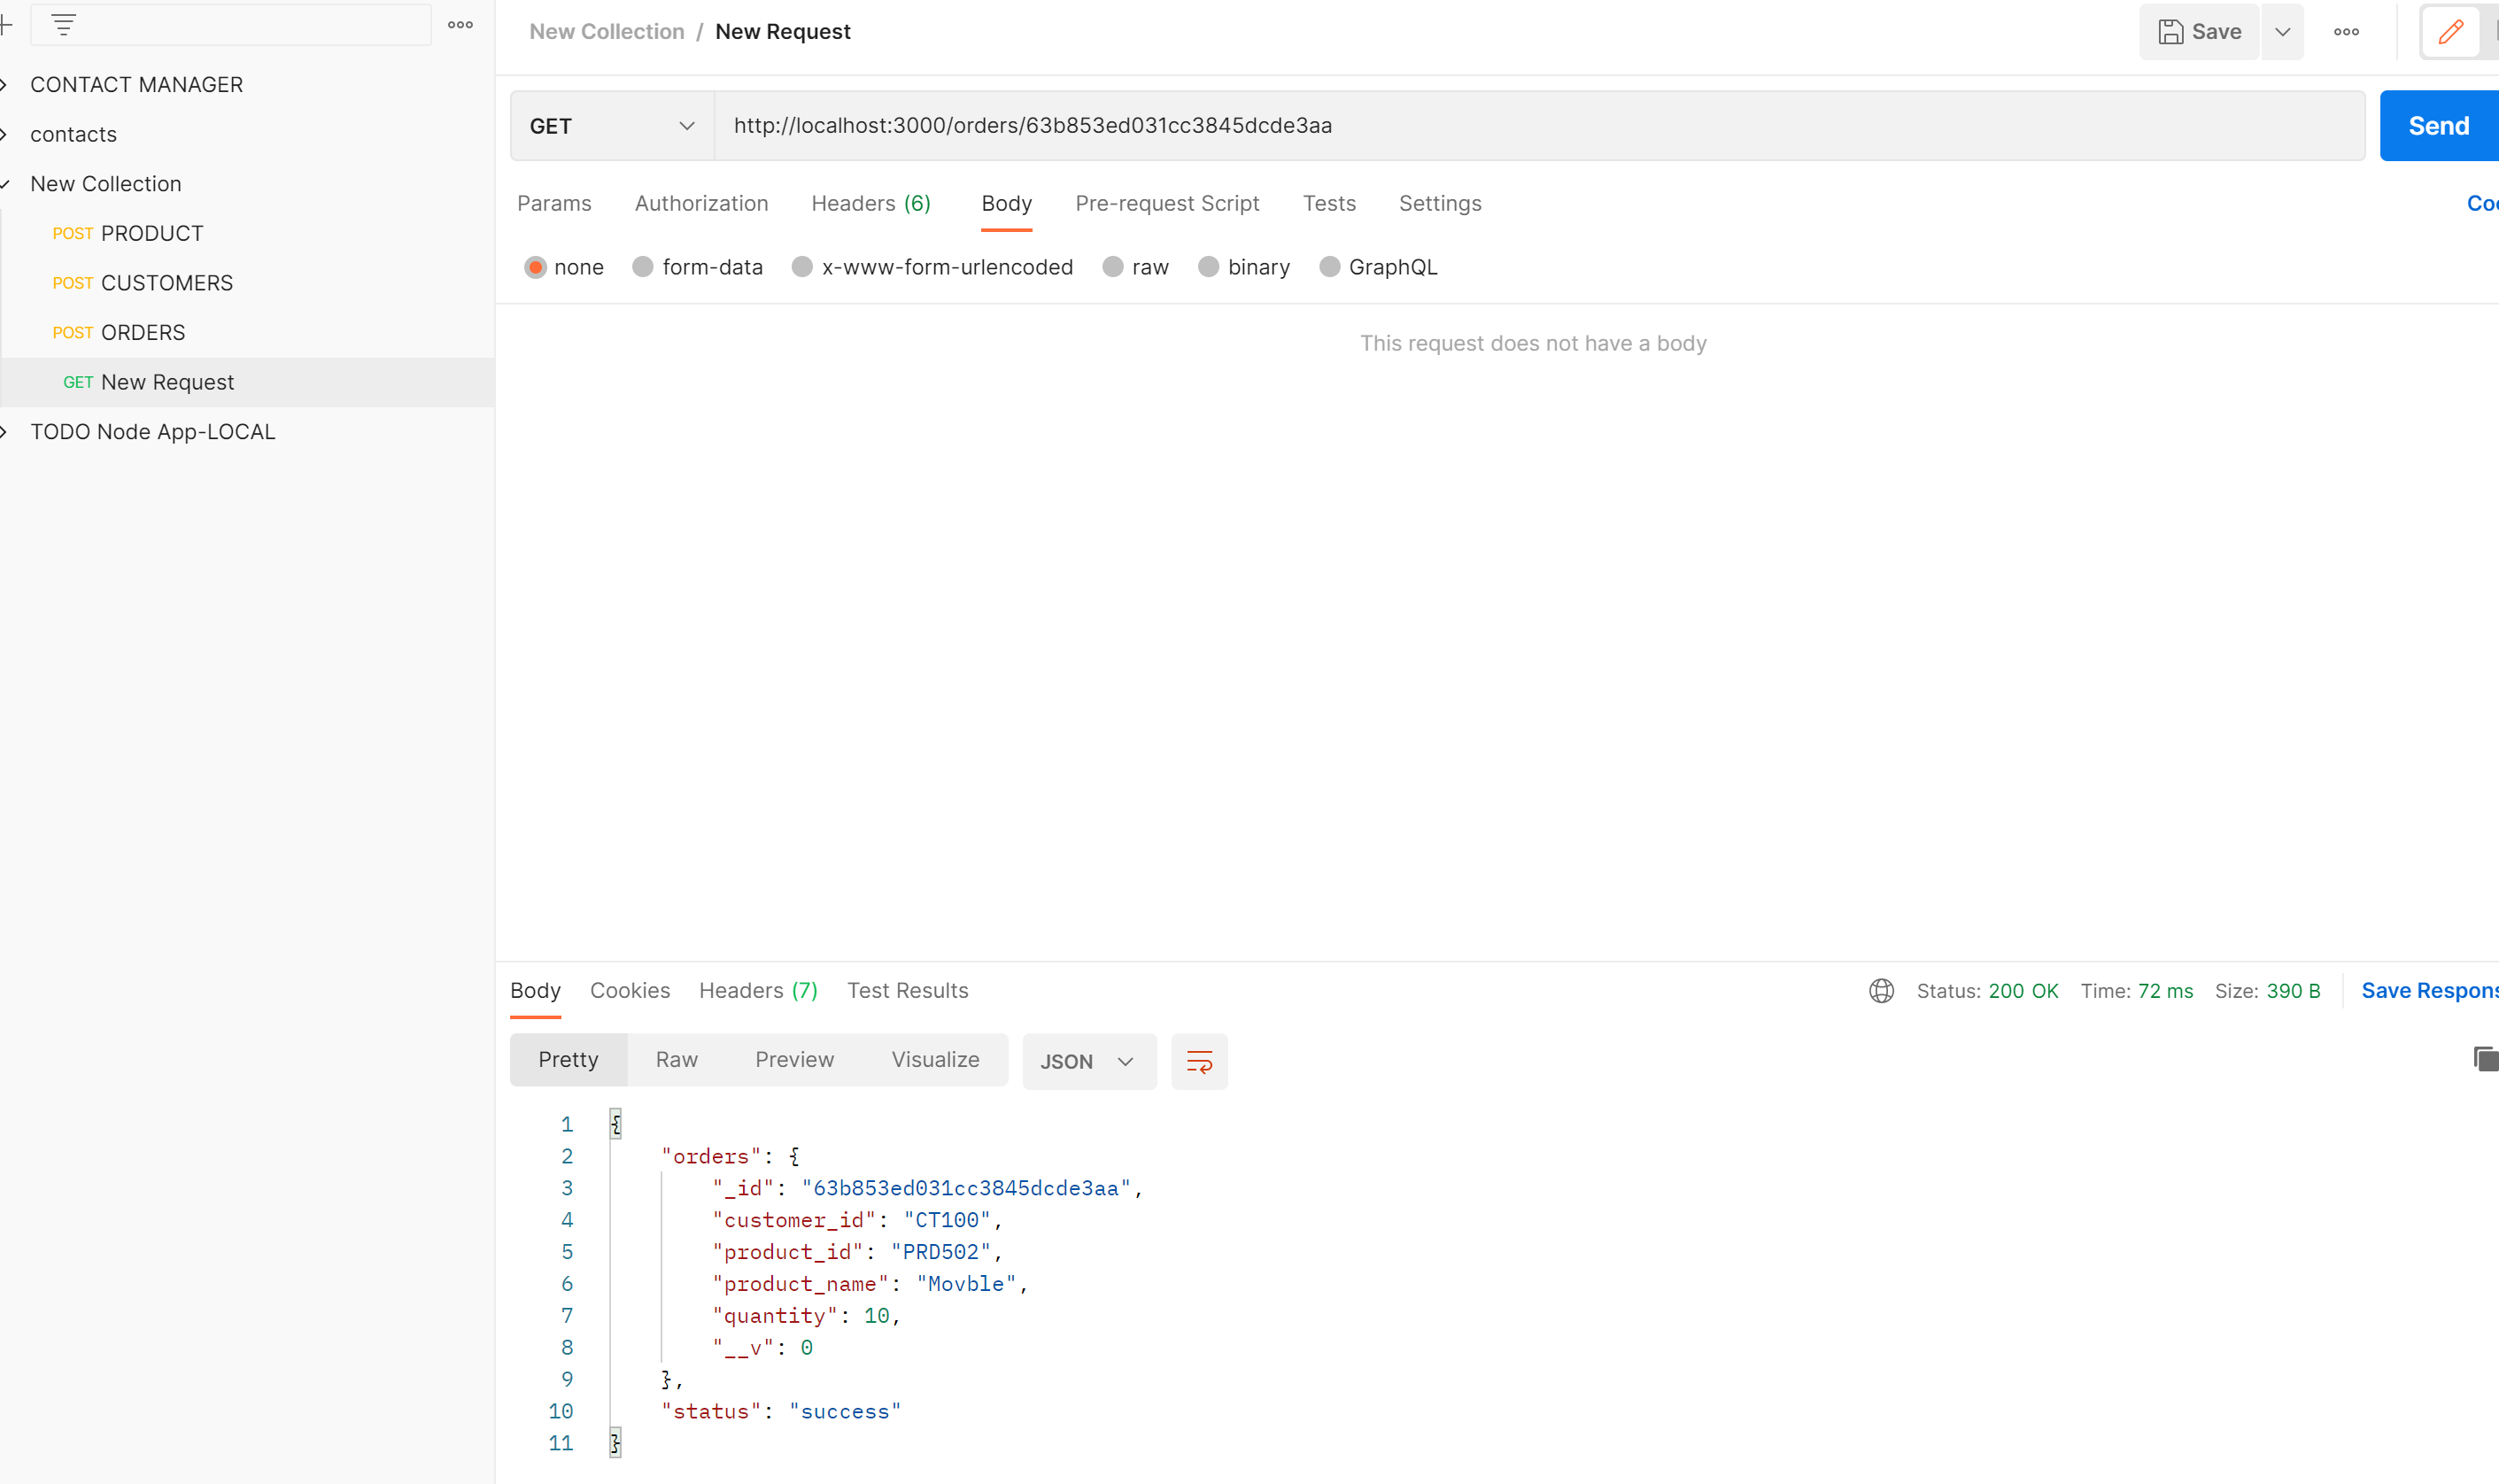 CONTACT MANAGER
contacts
New Collection
POST PRODUCT
POST CUSTOMERS
POST ORDERS
GET New Request
TODO Node App-LOCAL
New Collection / New Request
Save
GET http://localhost:3000/orders/63b853ed031cc3845dcde3aa Send
Params Authorization Headers (6) Body Pre-request Script Tests Settings
none form-data x-www-form-urlencoded raw binary GraphQL
This request does not have a body
Body Cookies Headers (7) Test Results Status: 200 OK Time: 72 ms Size: 390 B Save Respons
Pretty Raw Preview Visualize JSON
1 {
2 "orders": {
3 "_id": "63b853ed031cc3845dcde3aa",
4 "customer_id": "CT100",
5 "product_id": "PRD502",
6 "product_name": "Movble",
7 "quantity": 10,
8 "__v": 0
9 },
10 "status": "success"
11 }